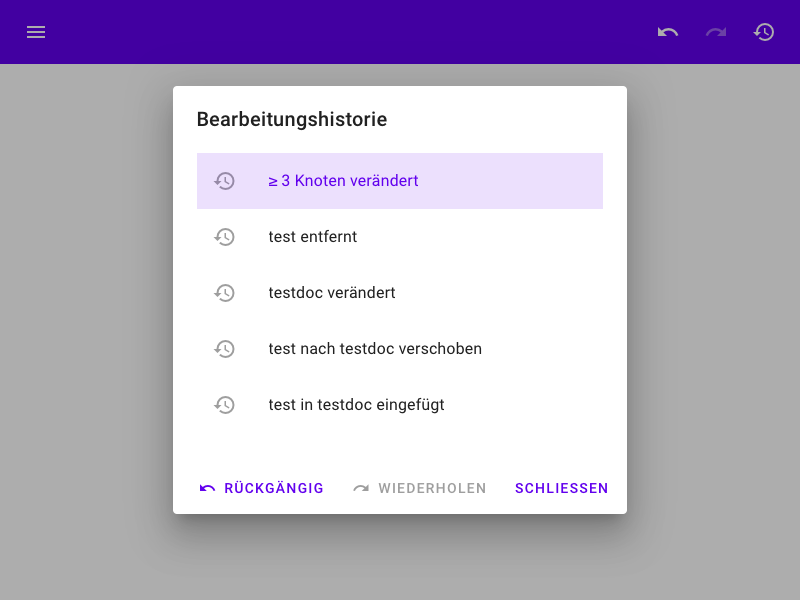 Bearbeitungshistorie
≥ 3 Knoten verändert
test entfernt
testdoc verändert
test nach testdoc verschoben
test in testdoc eingefügt
RÜCKGÄNGIG WIEDERHOLEN SCHLIESSEN